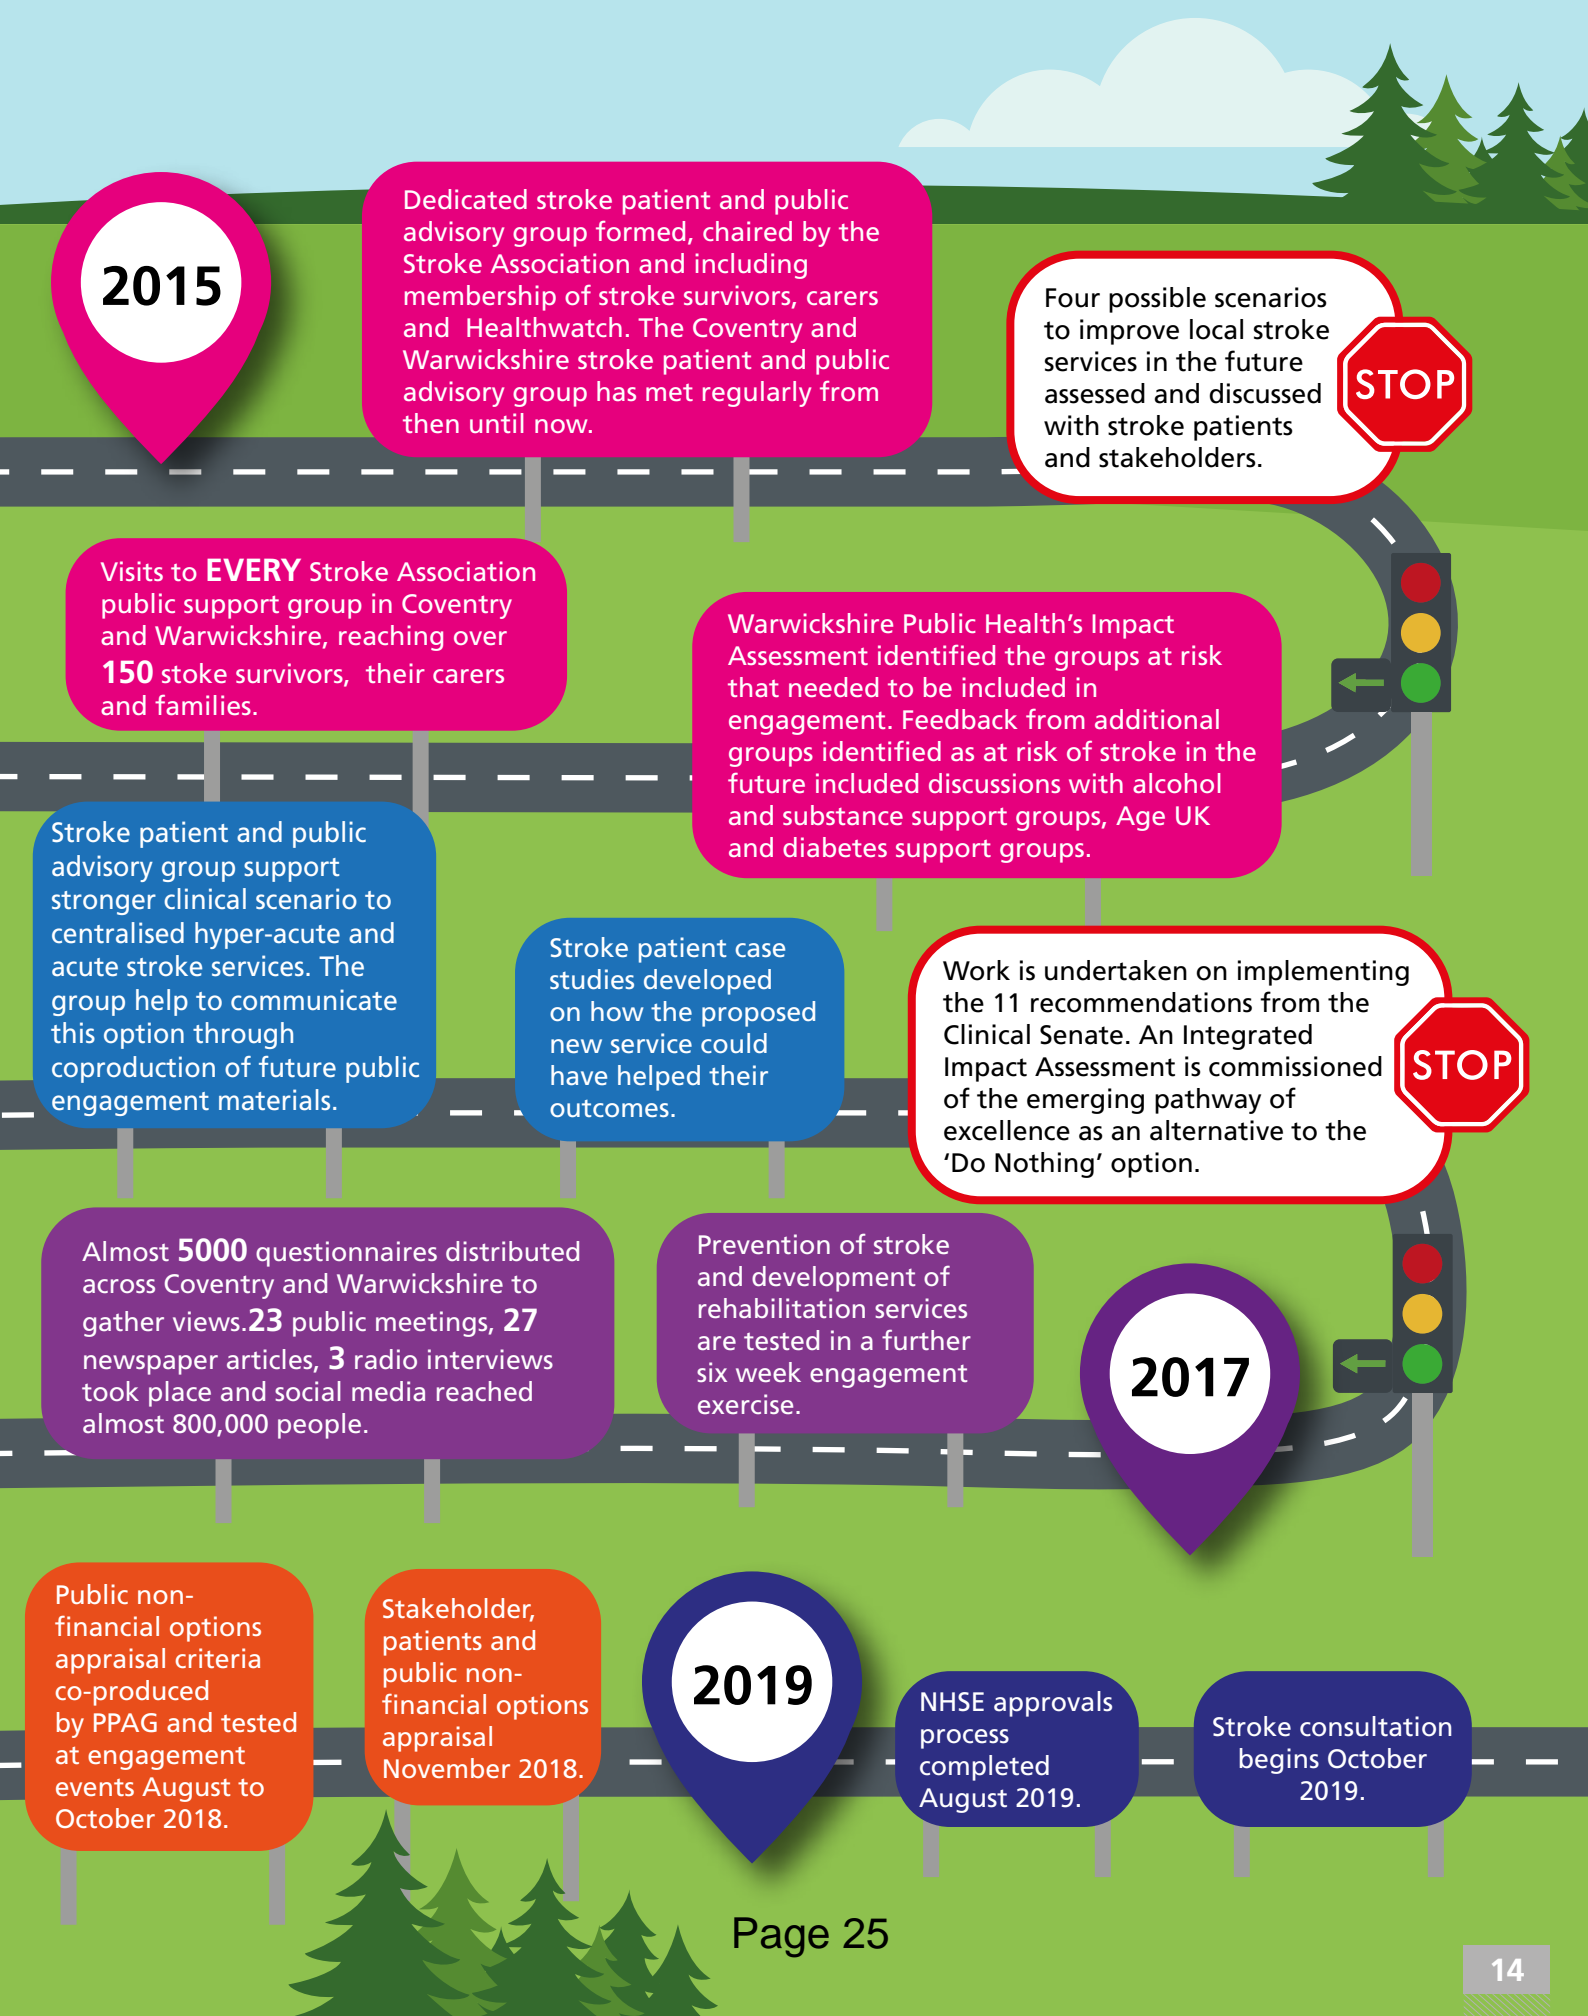 2015
Dedicated stroke patient and public
advisory group formed, chaired by the
Stroke Association and including
membership of stroke survivors, carers
and  Healthwatch. The Coventry and
Warwickshire stroke patient and public
advisory group has met regularly from
then until now.
Four possible scenarios
to improve local stroke
services in the future
assessed and discussed
with stroke patients
and stakeholders.
STOP
Visits to EVERY Stroke Association
public support group in Coventry
and Warwickshire, reaching over
150 stoke survivors,  their carers
and families.
Warwickshire Public Health’s Impact
Assessment identified the groups at risk
that needed to be included in
engagement. Feedback from additional
groups identified as at risk of stroke in the
future included discussions with alcohol
and substance support groups, Age UK
and diabetes support groups.
Stroke patient and public
advisory group support
stronger clinical scenario to
centralised hyper-acute and
acute stroke services. The
group help to communicate
this option through
coproduction of future public
engagement materials.
Stroke patient case
studies developed
on how the proposed
new service could
have helped their
outcomes.
Work is undertaken on implementing
the 11 recommendations from the
Clinical Senate. An Integrated
Impact Assessment is commissioned
of the emerging pathway of
excellence as an alternative to the
‘Do Nothing’ option.
STOP
Almost 5000 questionnaires distributed
across Coventry and Warwickshire to
gather views.23 public meetings, 27
newspaper articles, 3 radio interviews
took place and social media reached
almost 800,000 people.
Prevention of stroke
and development of
rehabilitation services
are tested in a further
six week engagement
exercise.
2017
Public non-
financial options
appraisal criteria
co-produced
by PPAG and tested
at engagement
events August to
October 2018.
Stakeholder,
patients and
public non-
financial options
appraisal
November 2018.
2019
NHSE approvals
process
completed
August 2019.
Stroke consultation
begins October
2019.
Page 25
14